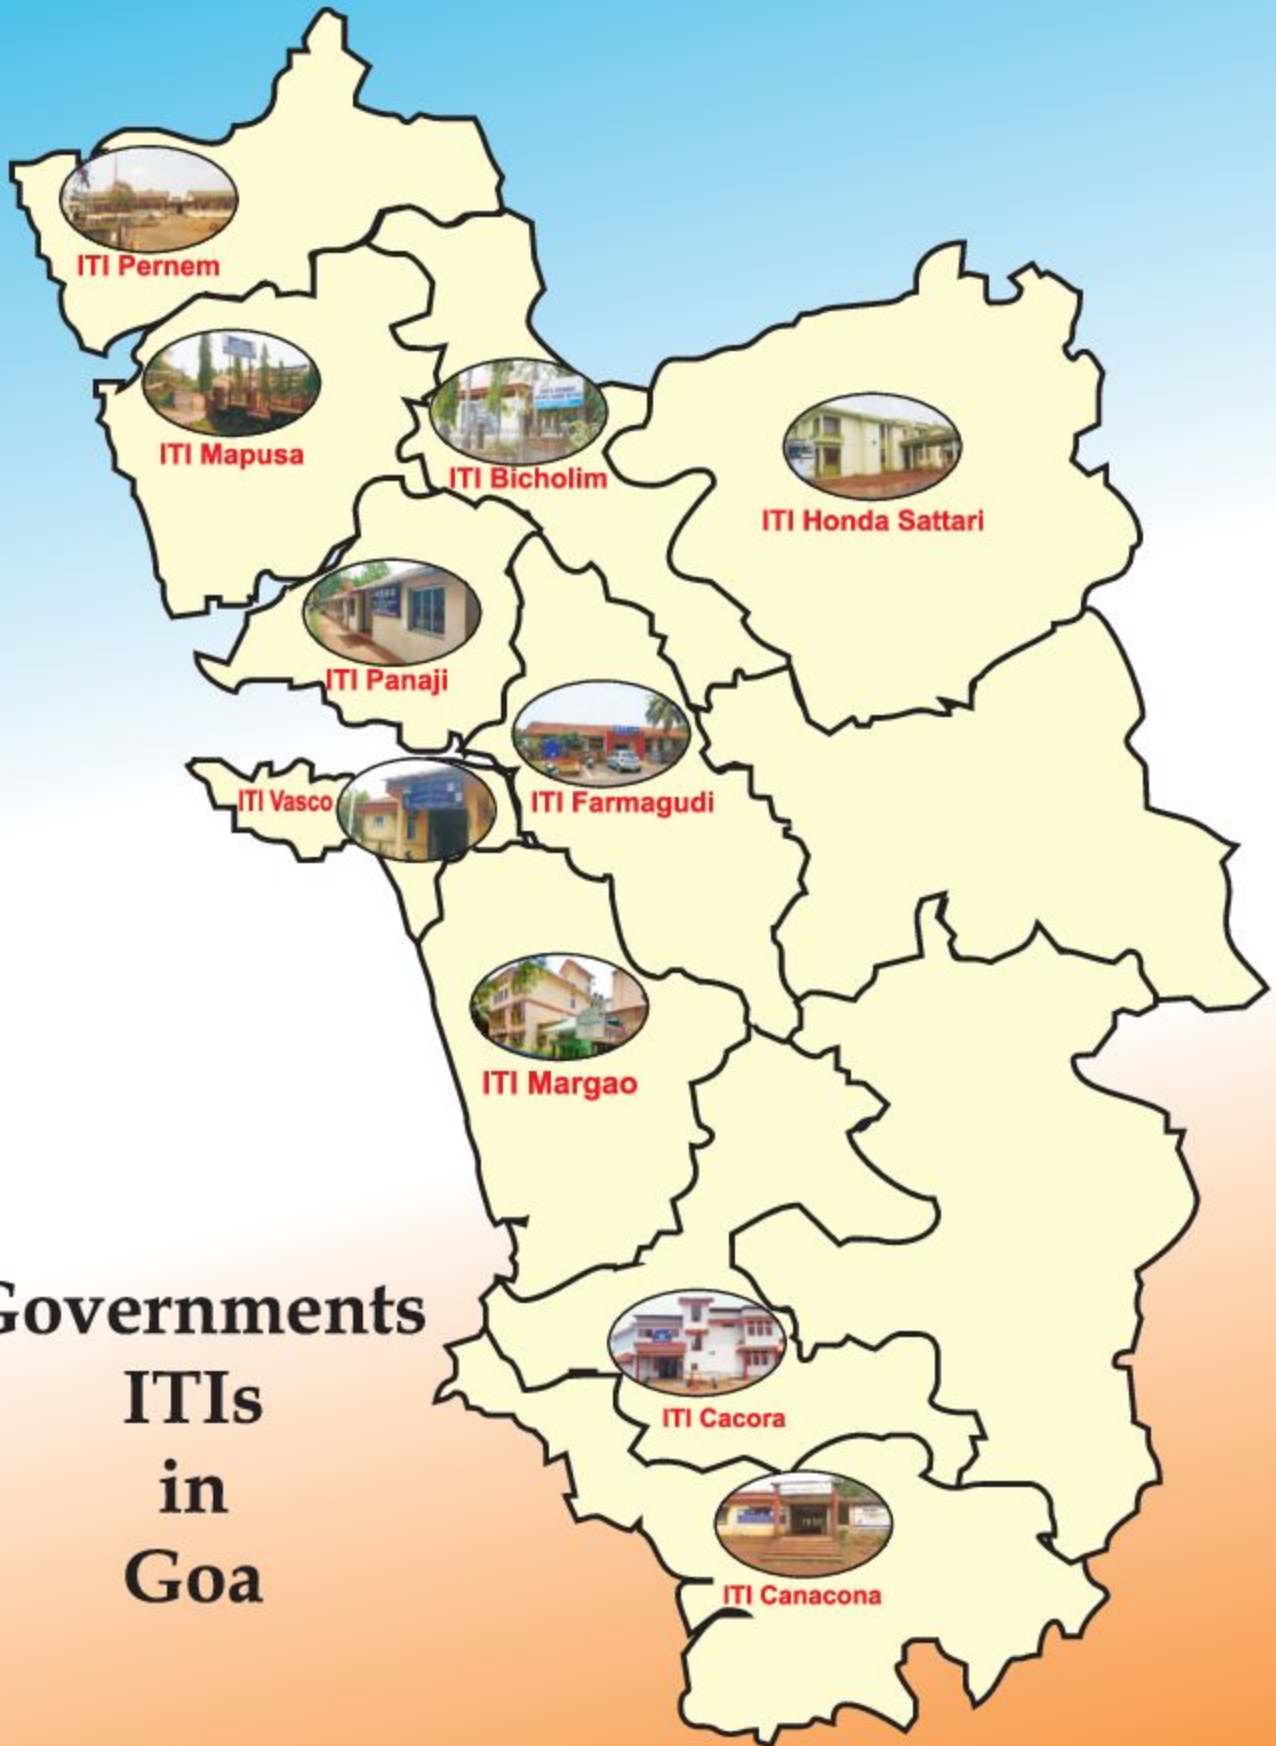 ITI Pernem
ITI Mapusa
ITI Bicholim
ITI Honda Sattari
ITI Panaji
ITI Vasco
ITI Farmagudi
ITI Margao
ITI Cacora
ITI Canacona
Governments
ITIs
in
Goa